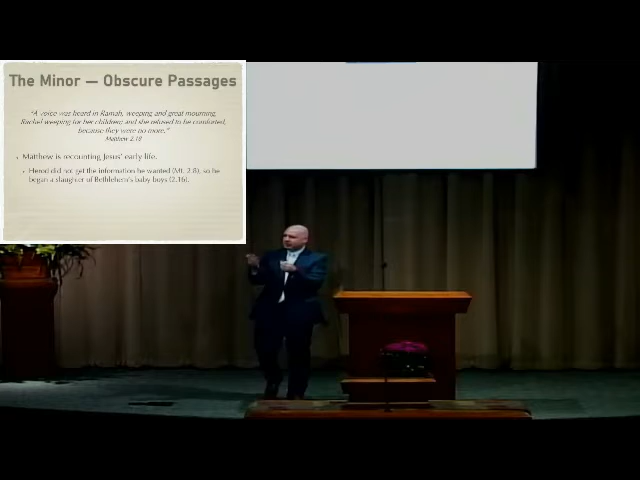 The Minor — Obscure Passages
"A voice was heard in Ramah, weeping and great mourning,
Rachel weeping for her children; and she refused to be comforted,
because they were no more."
Matthew 2.18
Matthew is recounting Jesus' early life.
Herod did not get the information he wanted (Mt. 2.8), so he
began a slaughter of Bethlehem's baby boys (2.16).